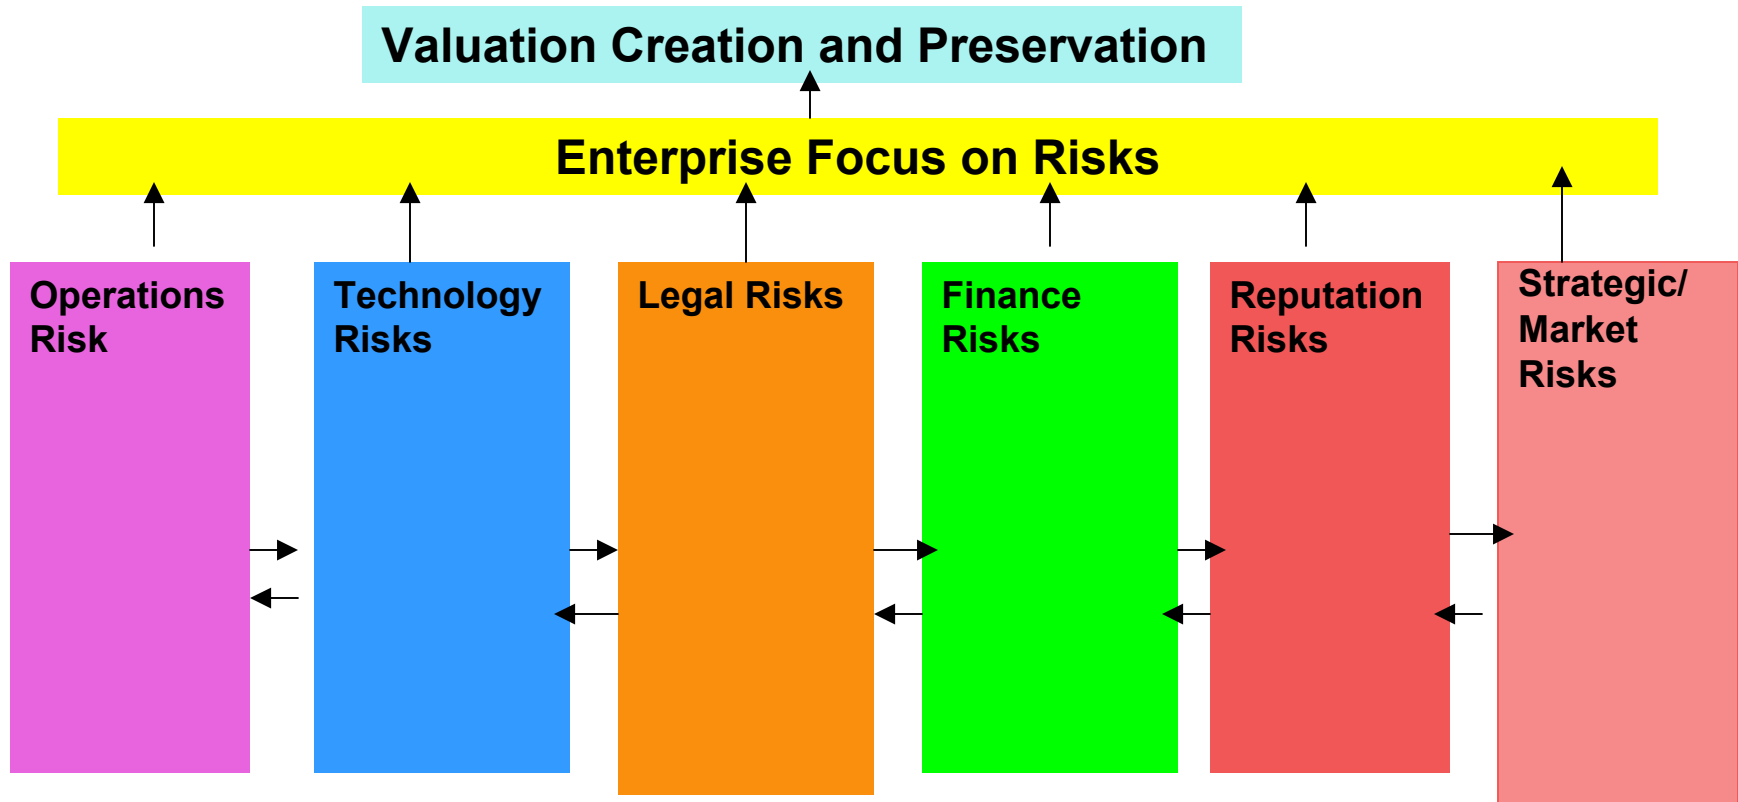 Valuation Creation and Preservation
Enterprise Focus on Risks
Operations
Risk
Technology
Risks
Legal Risks
Finance
Risks
Reputation
Risks
Strategic/
Market
Risks